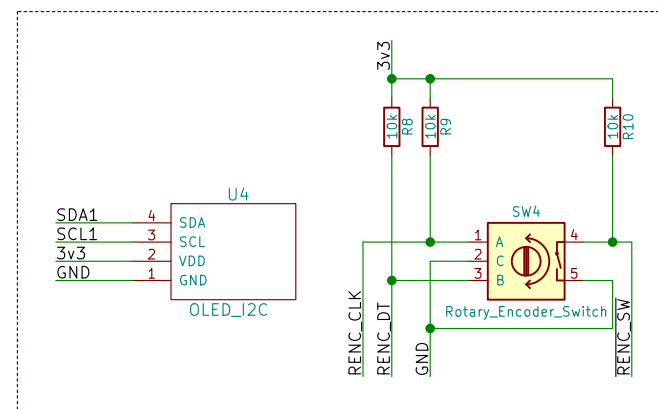 3v3
10k
R8
10k
R9
10k
R10
U4
SDA1
4
SDA
SCL1
3
SCL
3v3
2
VDD
GND
1
GND
OLED_I2C
SW4
1
A
2
C
3
B
4
5
Rotary_Encoder_Switch
RENC_CLK
RENC_DT
GND
RENC_SW